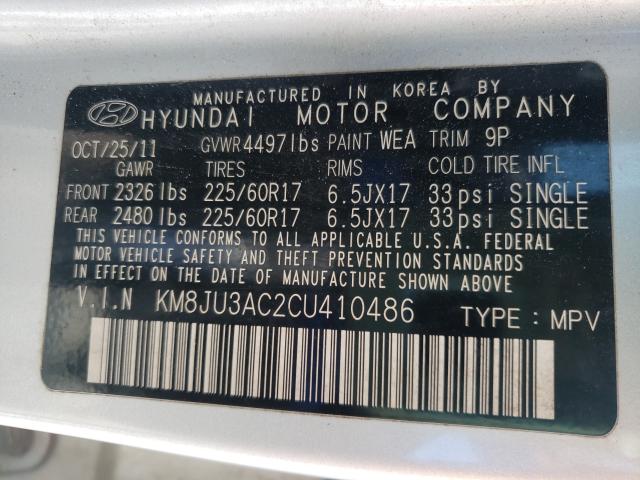 MANUFACTURED IN KOREA BY
HYUNDAI MOTOR COMPANY
OCT/25/11 GVWR 4497lbs PAINT WEA TRIM 9P
GAWR TIRES RIMS COLD TIRE INFL
FRONT 2326 lbs 225/60R17 6.5JX17 33psi SINGLE
REAR 2480 lbs 225/60R17 6.5JX17 33psi SINGLE
THIS VEHICLE CONFORMS TO ALL APPLICABLE U.S.A. FEDERAL
MOTOR VEHICLE SAFETY AND THEFT PREVENTION STANDARDS
IN EFFECT ON THE DATE OF MANUFACTURE SHOWN ABOVE.
V.I.N KM8JU3AC2CU410486 TYPE : MPV